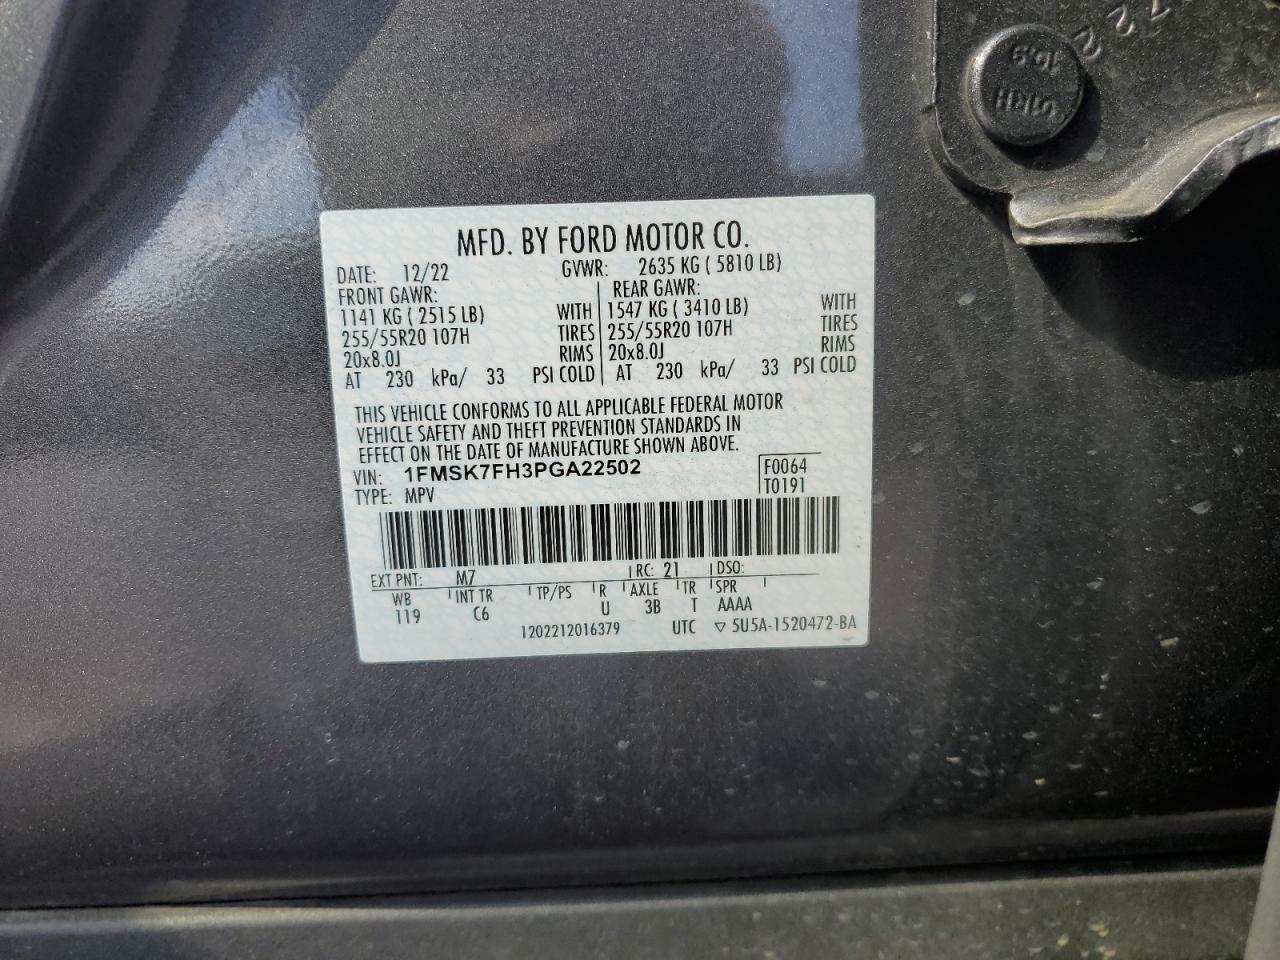 722
10.9
SHKH
MFD. BY FORD MOTOR CO.
DATE: 12/22 GVWR: 2635 KG ( 5810 LB)
FRONT GAWR: REAR GAWR:
1141 KG ( 2515 LB) WITH 1547 KG ( 3410 LB) WITH
255/55R20 107H TIRES 255/55R20 107H TIRES
20x8.0J RIMS 20x8.0J RIMS
AT 230 kPa/ 33 PSI COLD AT 230 kPa/ 33 PSI COLD
THIS VEHICLE CONFORMS TO ALL APPLICABLE FEDERAL MOTOR
VEHICLE SAFETY AND THEFT PREVENTION STANDARDS IN
EFFECT ON THE DATE OF MANUFACTURE SHOWN ABOVE.
VIN: 1FMSK7FH3PGA22502 F0064
TYPE: MPV T0191
EXT PNT: M7 RC: 21 DSO:
WB INT TR TP/PS R AXLE TR SPR
119 C6 U 3B T AAAA
1202212016379 UTC ▽ 5U5A-1520472-BA